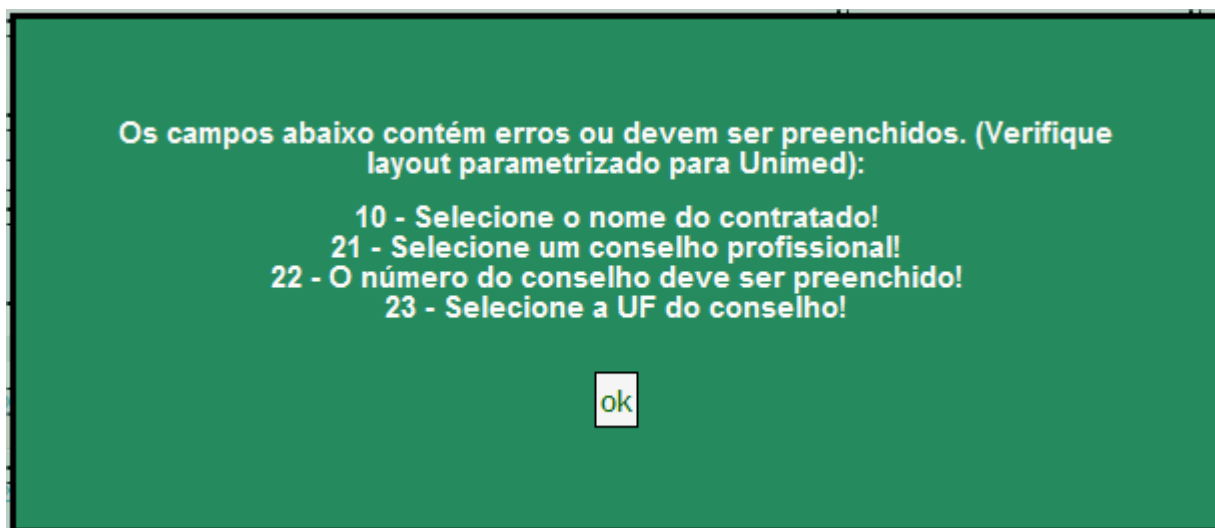 Os campos abaixo contém erros ou devem ser preenchidos. (Verifique
layout parametrizado para Unimed):
10 - Selecione o nome do contratado!
21 - Selecione um conselho profissional!
22 - O número do conselho deve ser preenchido!
23 - Selecione a UF do conselho!
ok